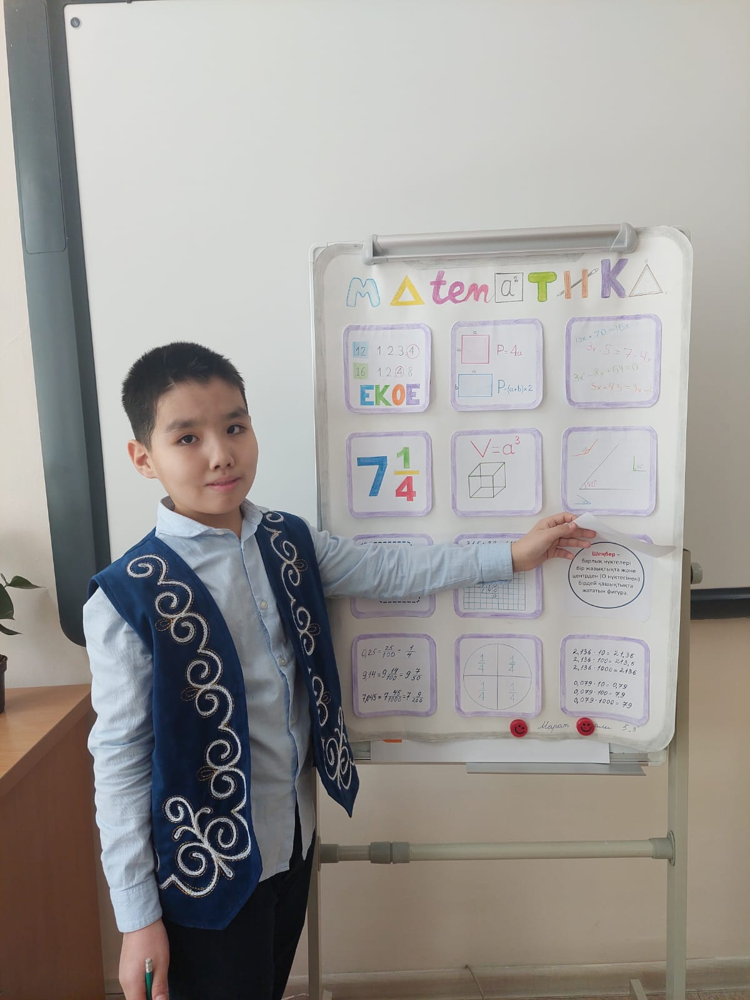 МАтемa²ТИКА
12 1, 2, 3, 4
16 1, 2, 4, 8
ЕКОЕ
a
a
P=4a
a
b
P=(a+b)×2
13x+70=16x
3x-5=7-4x
7 1/4
V=a³
50°
90°
Шеңбер –
барлық нүктелері
бір жазықтықта және
центрден (О нүктесінен)
бірдей қашықтықта
жататын фигура.
0,25=25/100=1/4
9,14=9 14/100=9 7/50
7,045=7 45/1000=7 9/200
1/4 1/4
1/4 1/4
2,136·10=21,36
2,136·100=213,6
2,136·1000=2136
0,079·10=0,79
0,079·100=7,9
0,079·1000=79
Марат али 5 "З"